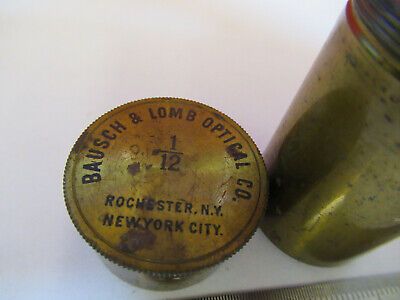 BAUSCH & LOMB OPTICAL CO.
1/12
ROCHESTER, N.Y.
NEW YORK CITY.